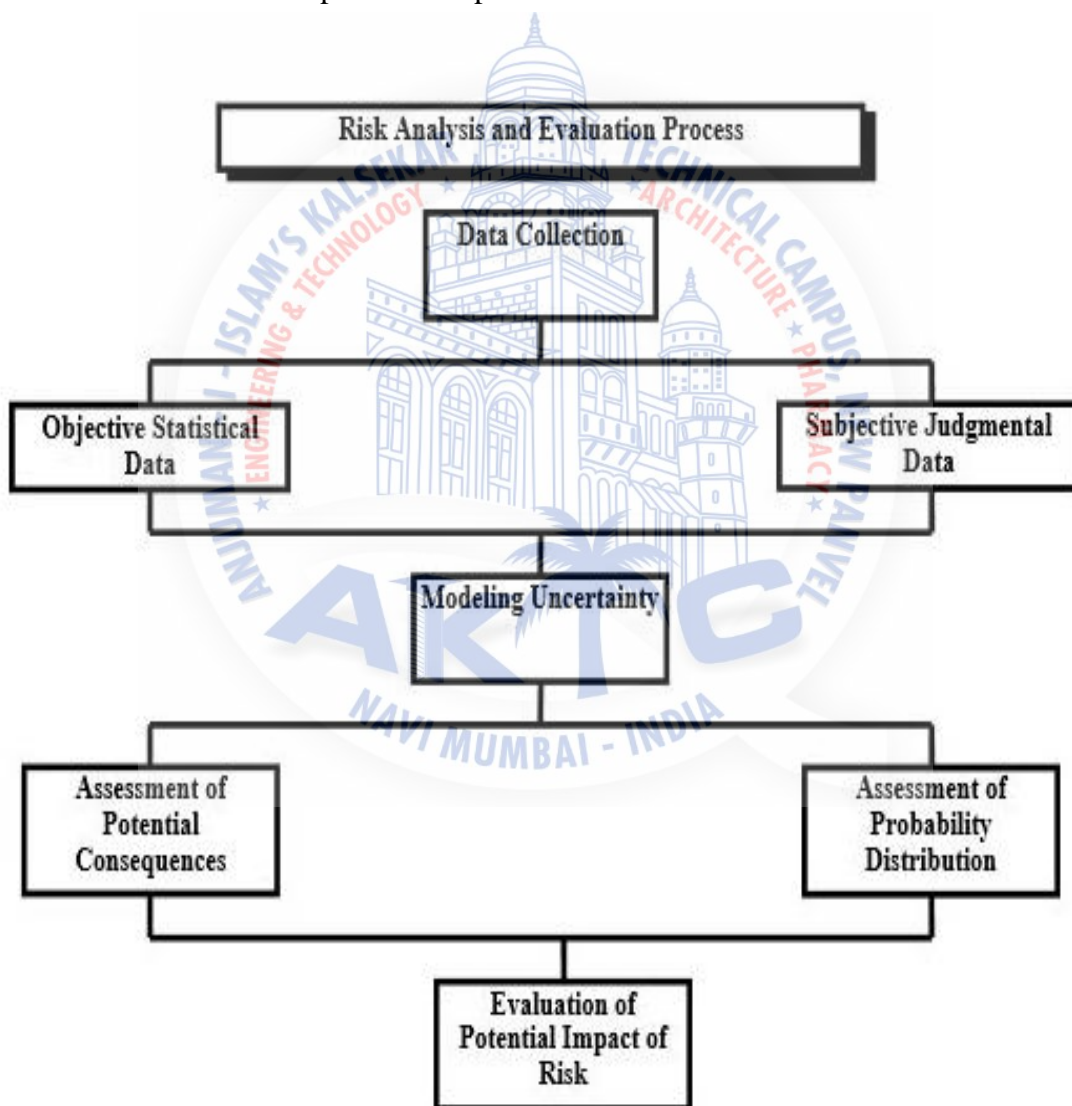 Risk Analysis and Evaluation Process
Data Collection
Objective Statistical
Data
Subjective Judgmental
Data
Modeling Uncertainty
Assessment of
Potential
Consequences
Assessment of
Probability
Distribution
Evaluation of
Potential Impact of
Risk
ANJUMAN-I-ISLAM'S KALSEKAR TECHNICAL CAMPUS, NEW PANVEL
ENGINEERING & TECHNOLOGY ★ ★ ARCHITECTURE ★ PHARMACY ★
AKTC
NAVI MUMBAI - INDIA